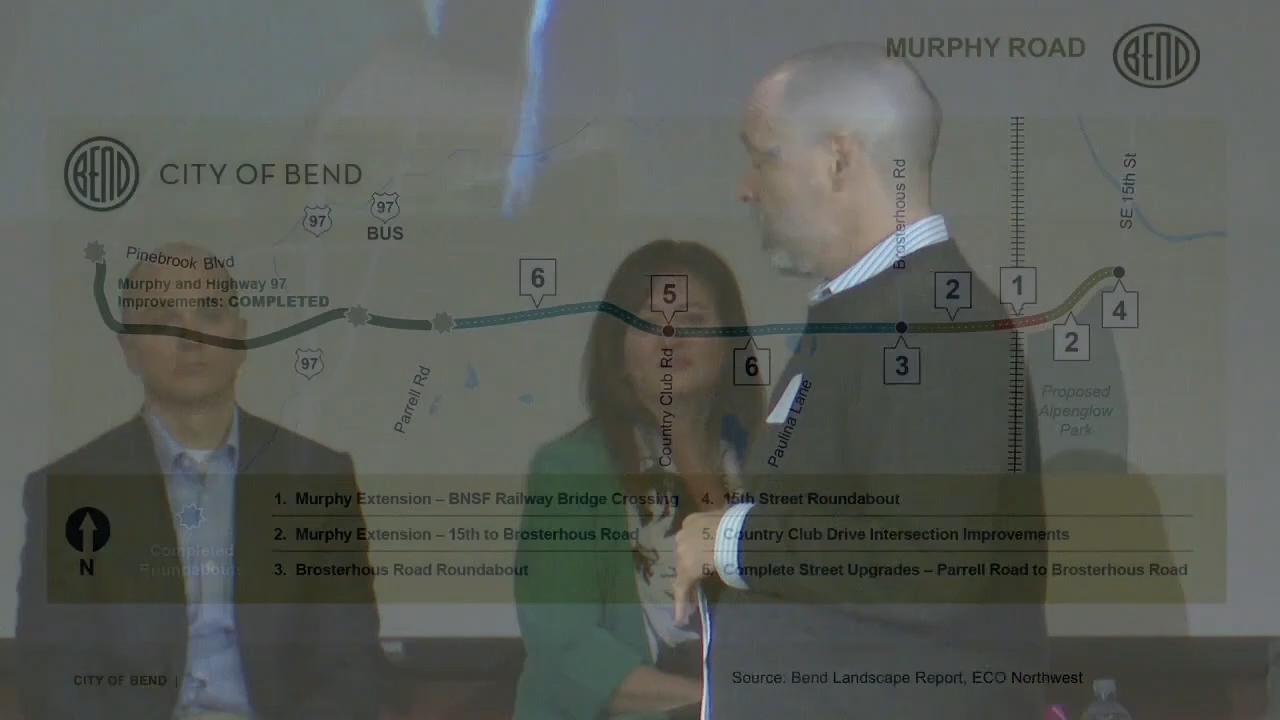 MURPHY ROAD
BEND
BEND
CITY OF BEND
97
97
BUS
Brosterhous Rd
SE 15th St
Pinebrook Blvd
Murphy and Highway 97
Improvements: COMPLETED
6
5
2
1
4
97
6
3
2
Parrell Rd
Country Club Rd
Paulina Lane
Proposed
Alpenglow
Park
N
Completed
Roundabouts
1. Murphy Extension – BNSF Railway Bridge Crossing
2. Murphy Extension – 15th to Brosterhous Road
3. Brosterhous Road Roundabout
4. 15th Street Roundabout
5. Country Club Drive Intersection Improvements
6. Complete Street Upgrades – Parrell Road to Brosterhous Road
CITY OF BEND |
Source: Bend Landscape Report, ECO Northwest